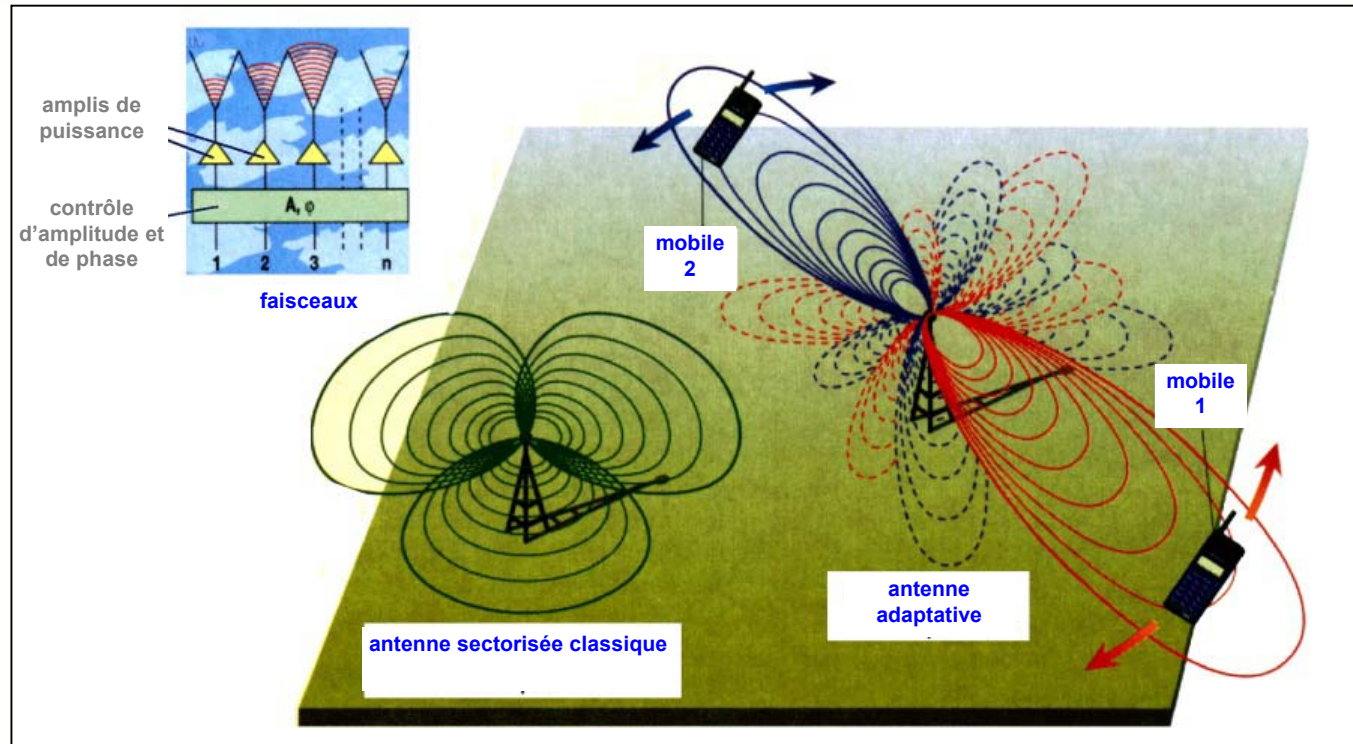 amplis de
puissance
contrôle
d'amplitude et
de phase
A, φ
1 2 3 n
faisceaux
mobile
2
mobile
1
antenne
adaptative
antenne sectorisée classique